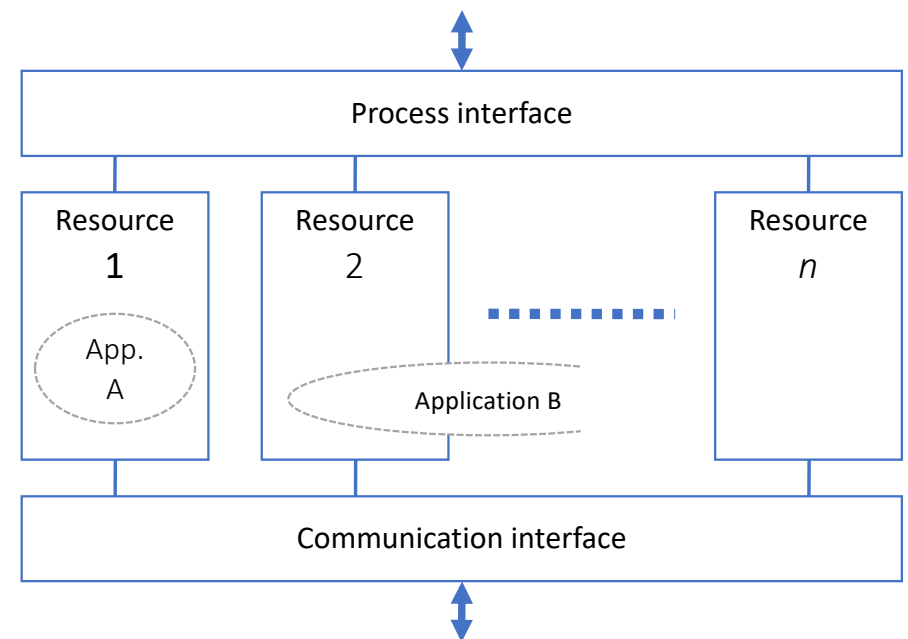 Process interface
Resource
1
Resource
2
Resource
n
App.
A
Application B
Communication interface